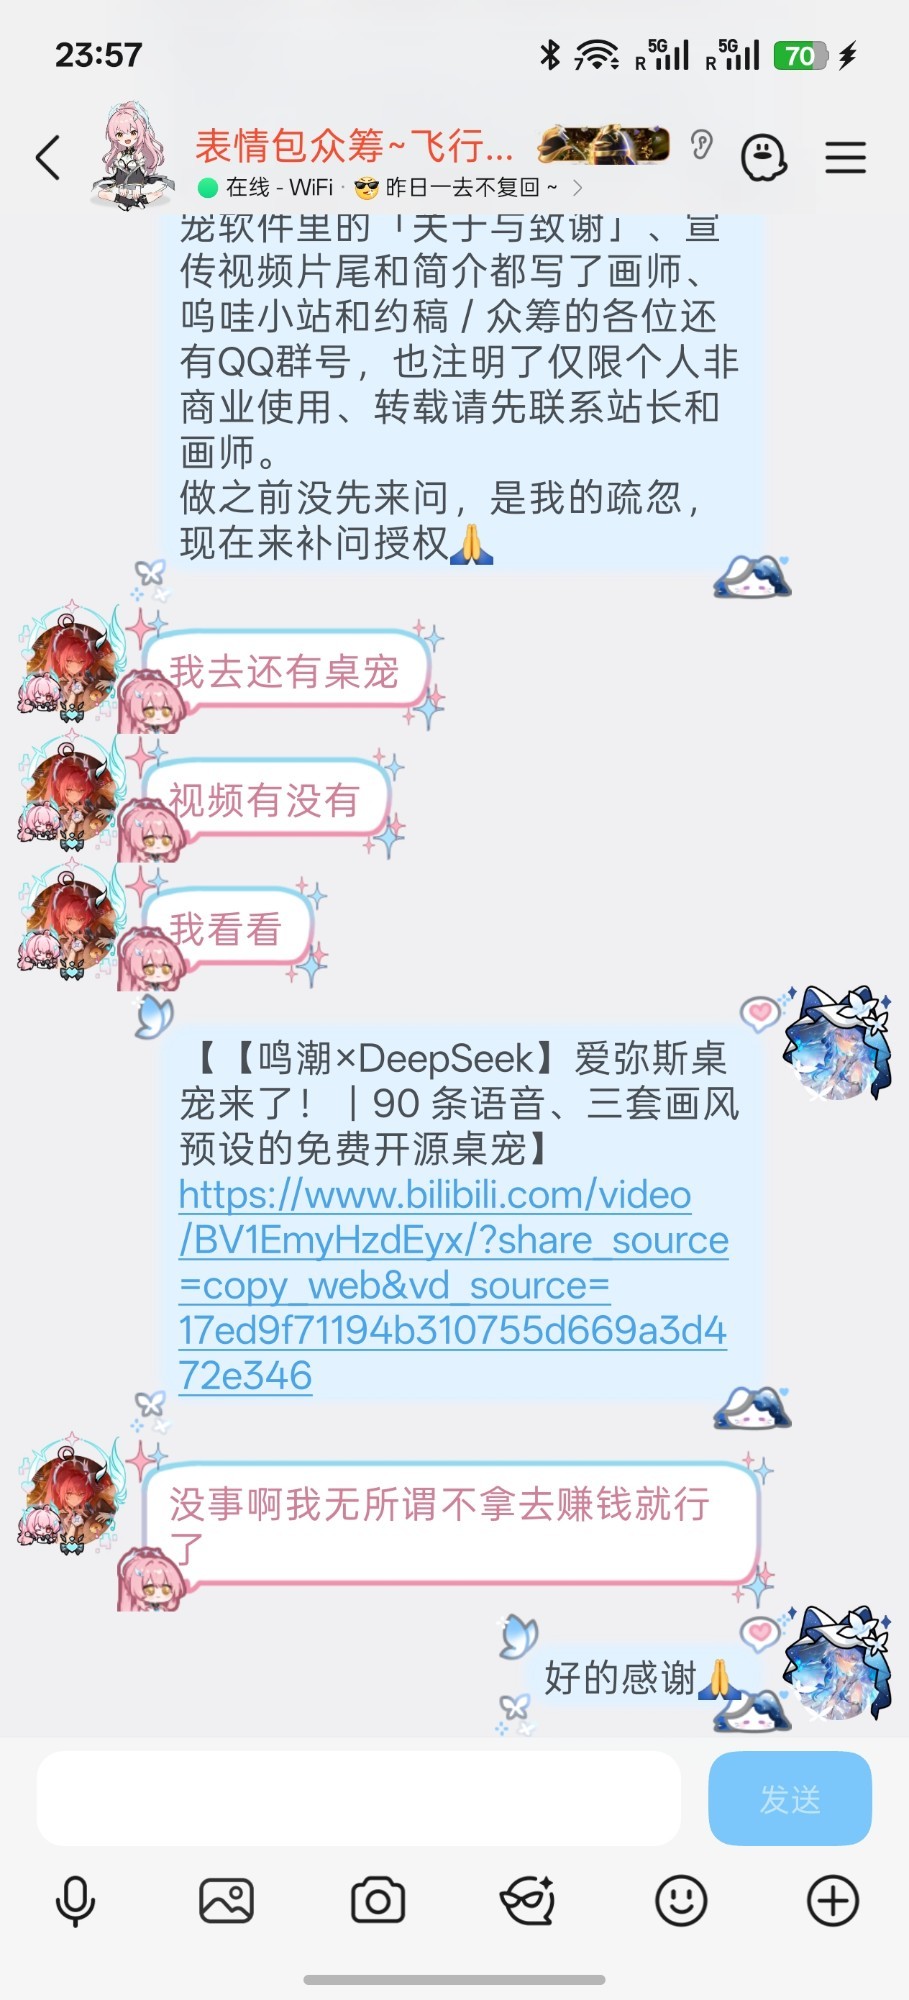 23:57
7
R 5G
R 5G
70
表情包众筹~飞行...
在线 - WiFi · 昨日一去不复回 ~
宠软件里的「关于与致谢」、宣
传视频片尾和简介都写了画师、
呜哇小站和约稿 / 众筹的各位还
有QQ群号，也注明了仅限个人非
商业使用、转载请先联系站长和
画师。
做之前没先来问，是我的疏忽，
现在来补问授权🙏
我去还有桌宠
视频有没有
我看看
【【鸣潮×DeepSeek】爱弥斯桌
宠来了！｜90 条语音、三套画风
预设的免费开源桌宠】
https://www.bilibili.com/video
/BV1EmyHzdEyx/?share_source
=copy_web&vd_source=
17ed9f71194b310755d669a3d4
72e346
没事啊我无所谓不拿去赚钱就行
了
好的感谢🙏
发送